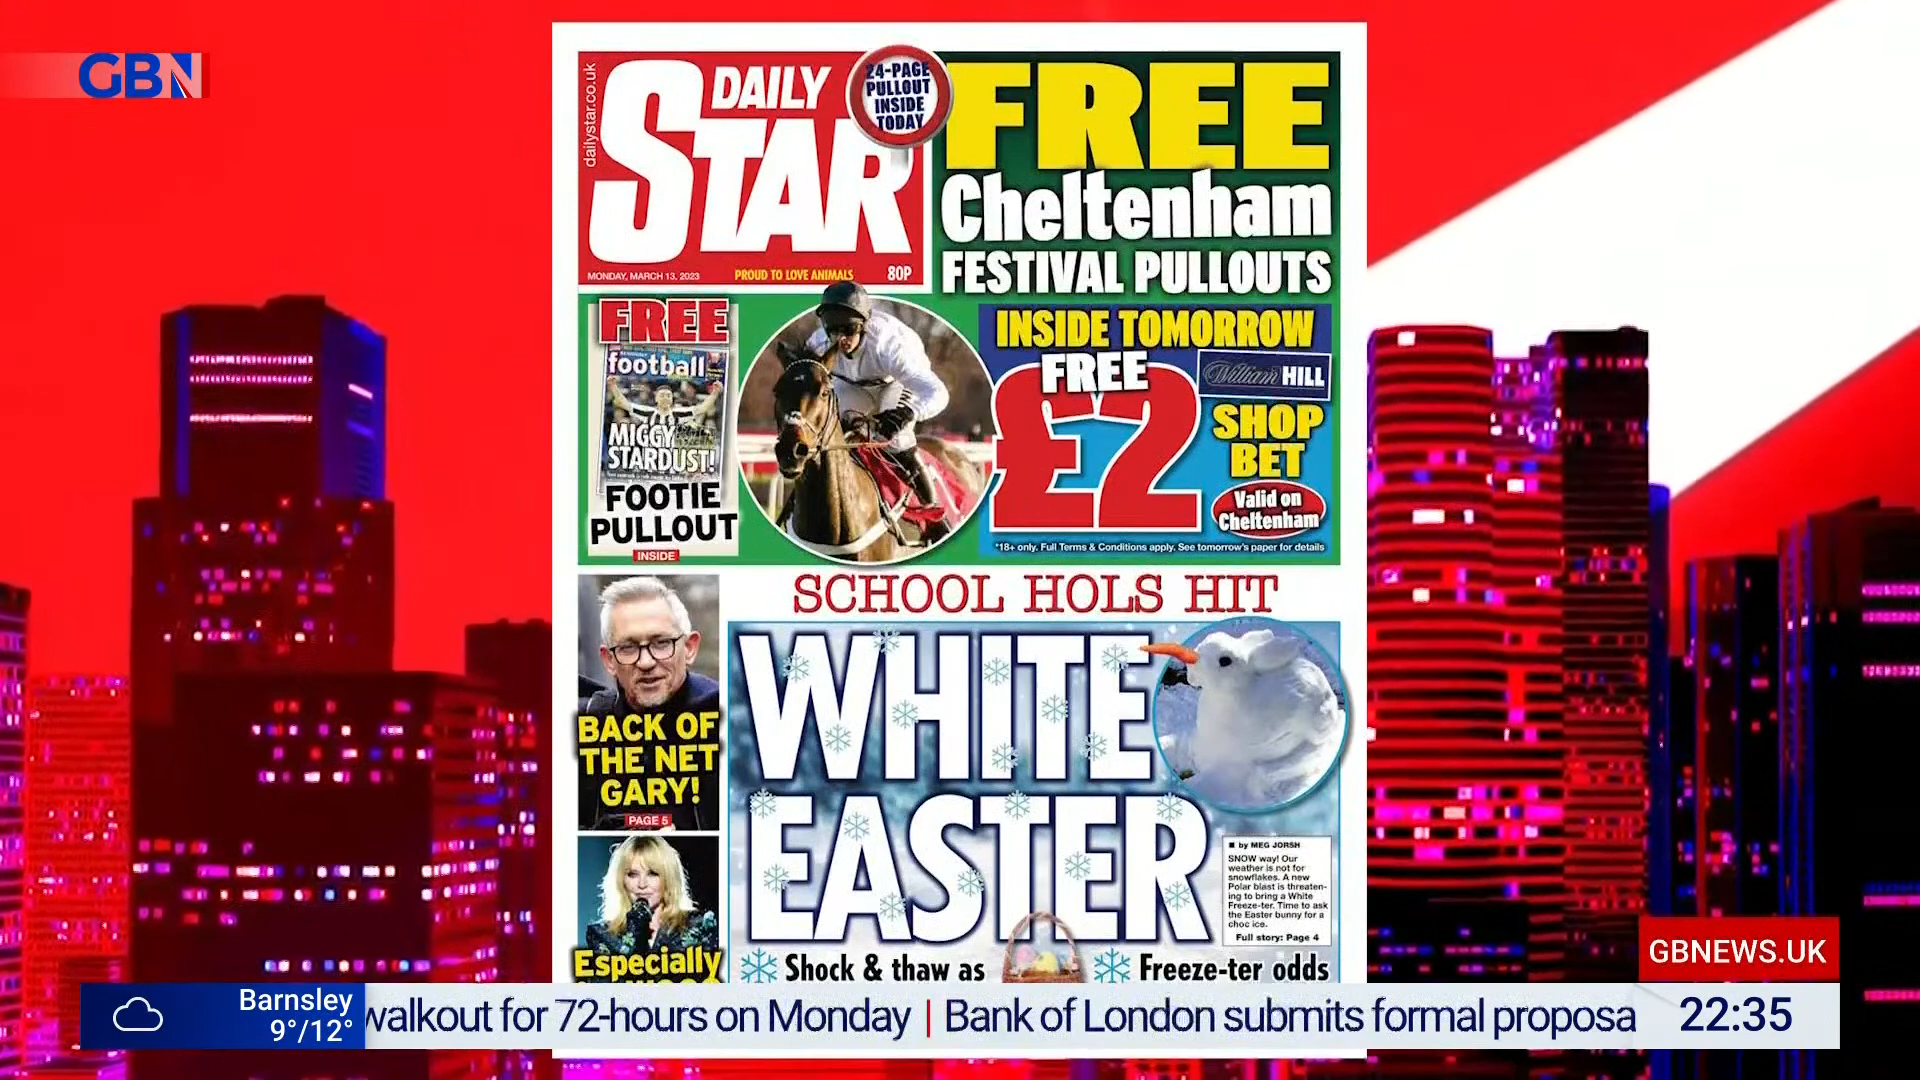 GBN
dailystar.co.uk
DAILY
STAR
24-PAGE
PULLOUT
INSIDE
TODAY
MONDAY, MARCH 13, 2023
PROUD TO LOVE ANIMALS
80P
FREE
Cheltenham
FESTIVAL PULLOUTS
FREE
football
MIGGY
STARDUST!
FOOTIE
PULLOUT
INSIDE
INSIDE TOMORROW
FREE
£2
William HILL
SHOP
BET
Valid on
Cheltenham
*18+ only. Full Terms & Conditions apply. See tomorrow's paper for details
BACK OF
THE NET
GARY!
PAGE 5
Especially
SCHOOL HOLS HIT
WHITE
EASTER
by MEG JORSH
SNOW way! Our
weather is not for
snowflakes. A new
Polar blast is threaten-
ing to bring a White
Freeze-ter. Time to ask
the Easter bunny for a
choc ice.
Full story: Page 4
Shock & thaw as
Freeze-ter odds
GBNEWS.UK
Barnsley
9°/12°
walkout for 72-hours on Monday | Bank of London submits formal proposa
22:35